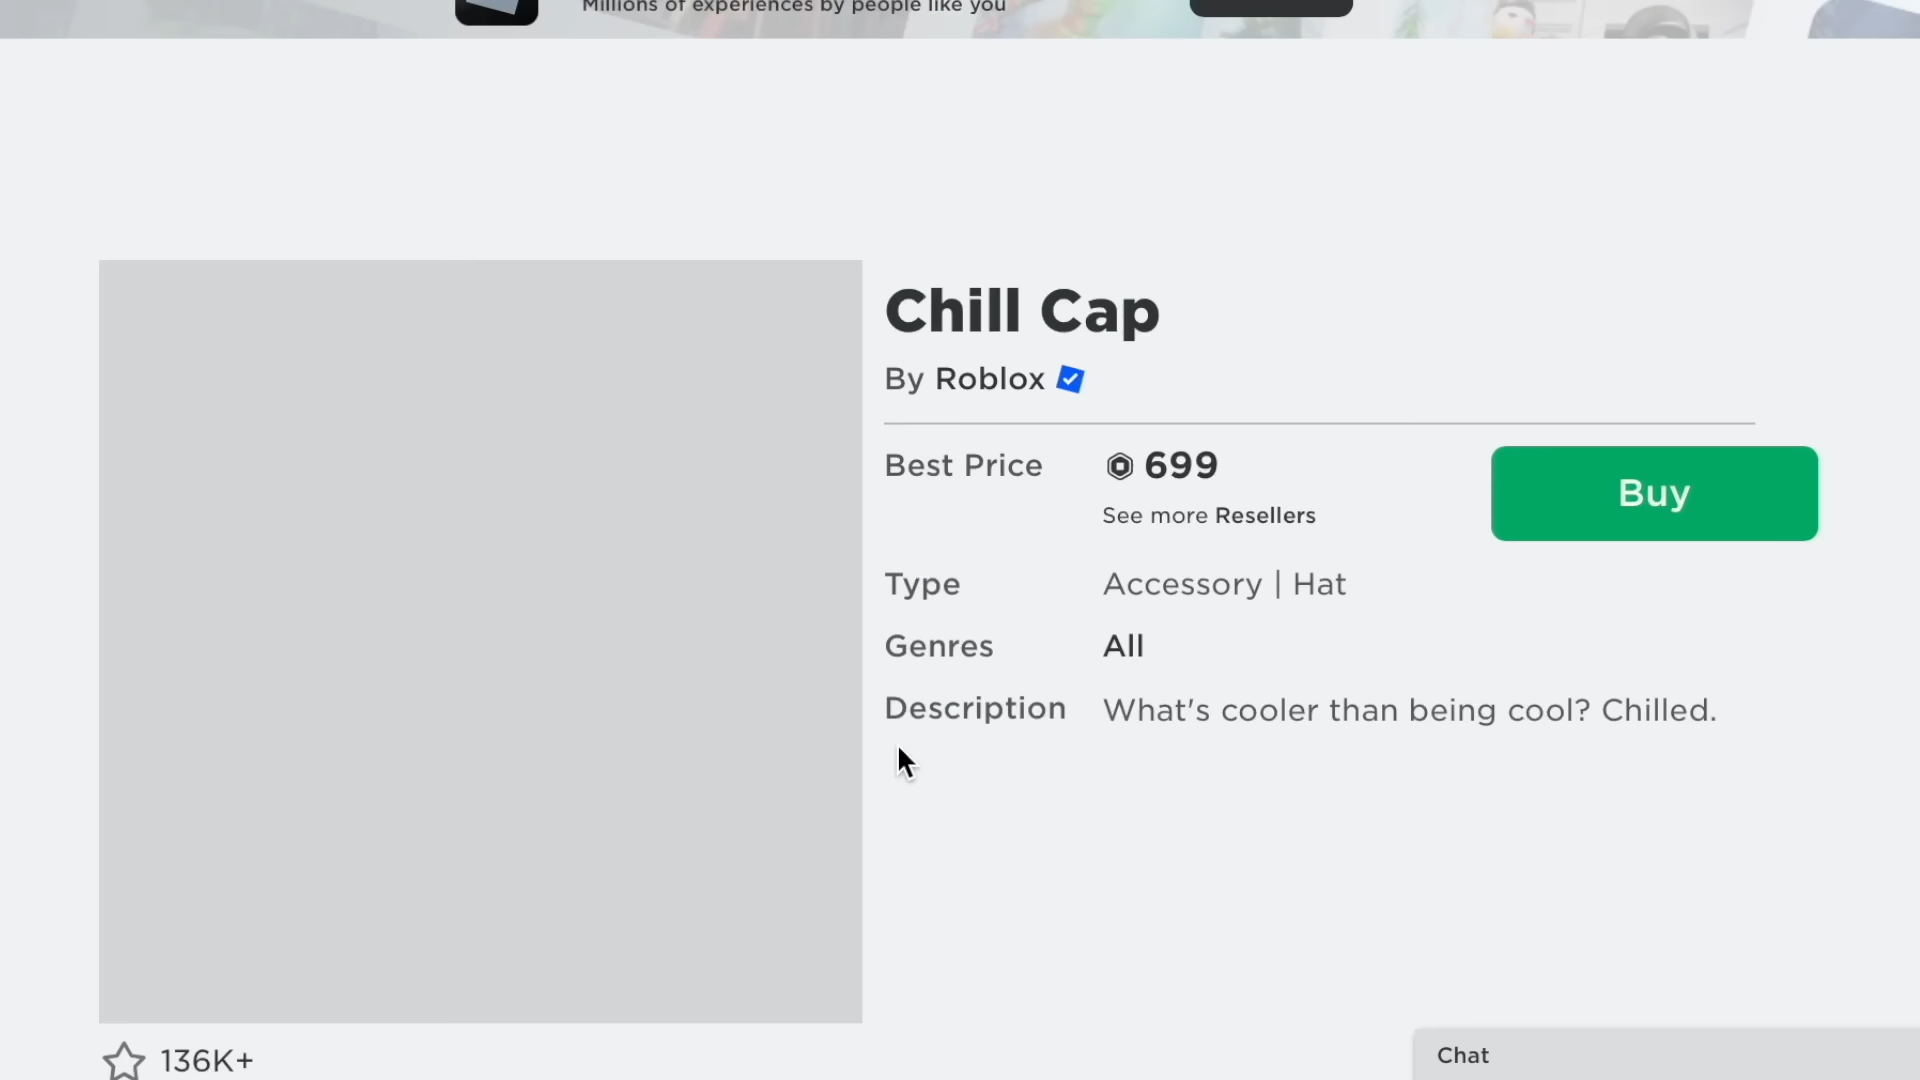 Millions of experiences by people like you
Chill Cap
By Roblox
Best Price 699
See more Resellers
Buy
Type Accessory | Hat
Genres All
Description What's cooler than being cool? Chilled.
136K+
Chat